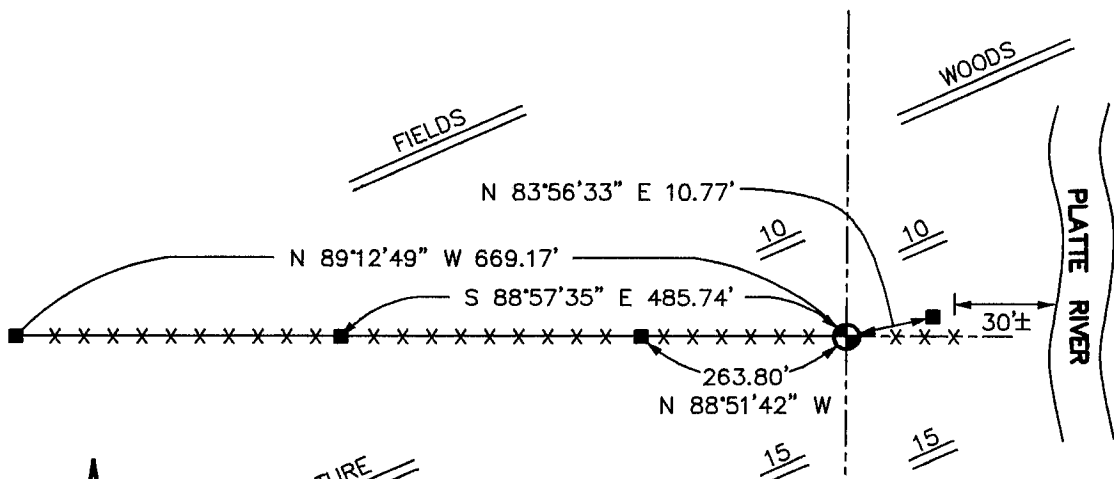 WOODS
FIELDS
N 83°56'33" E 10.77'
10
10
N 89°12'49" W 669.17'
S 88°57'35" E 485.74'
30'±
PLATTE RIVER
263.80'
N 88°51'42" W
15
15
TURE